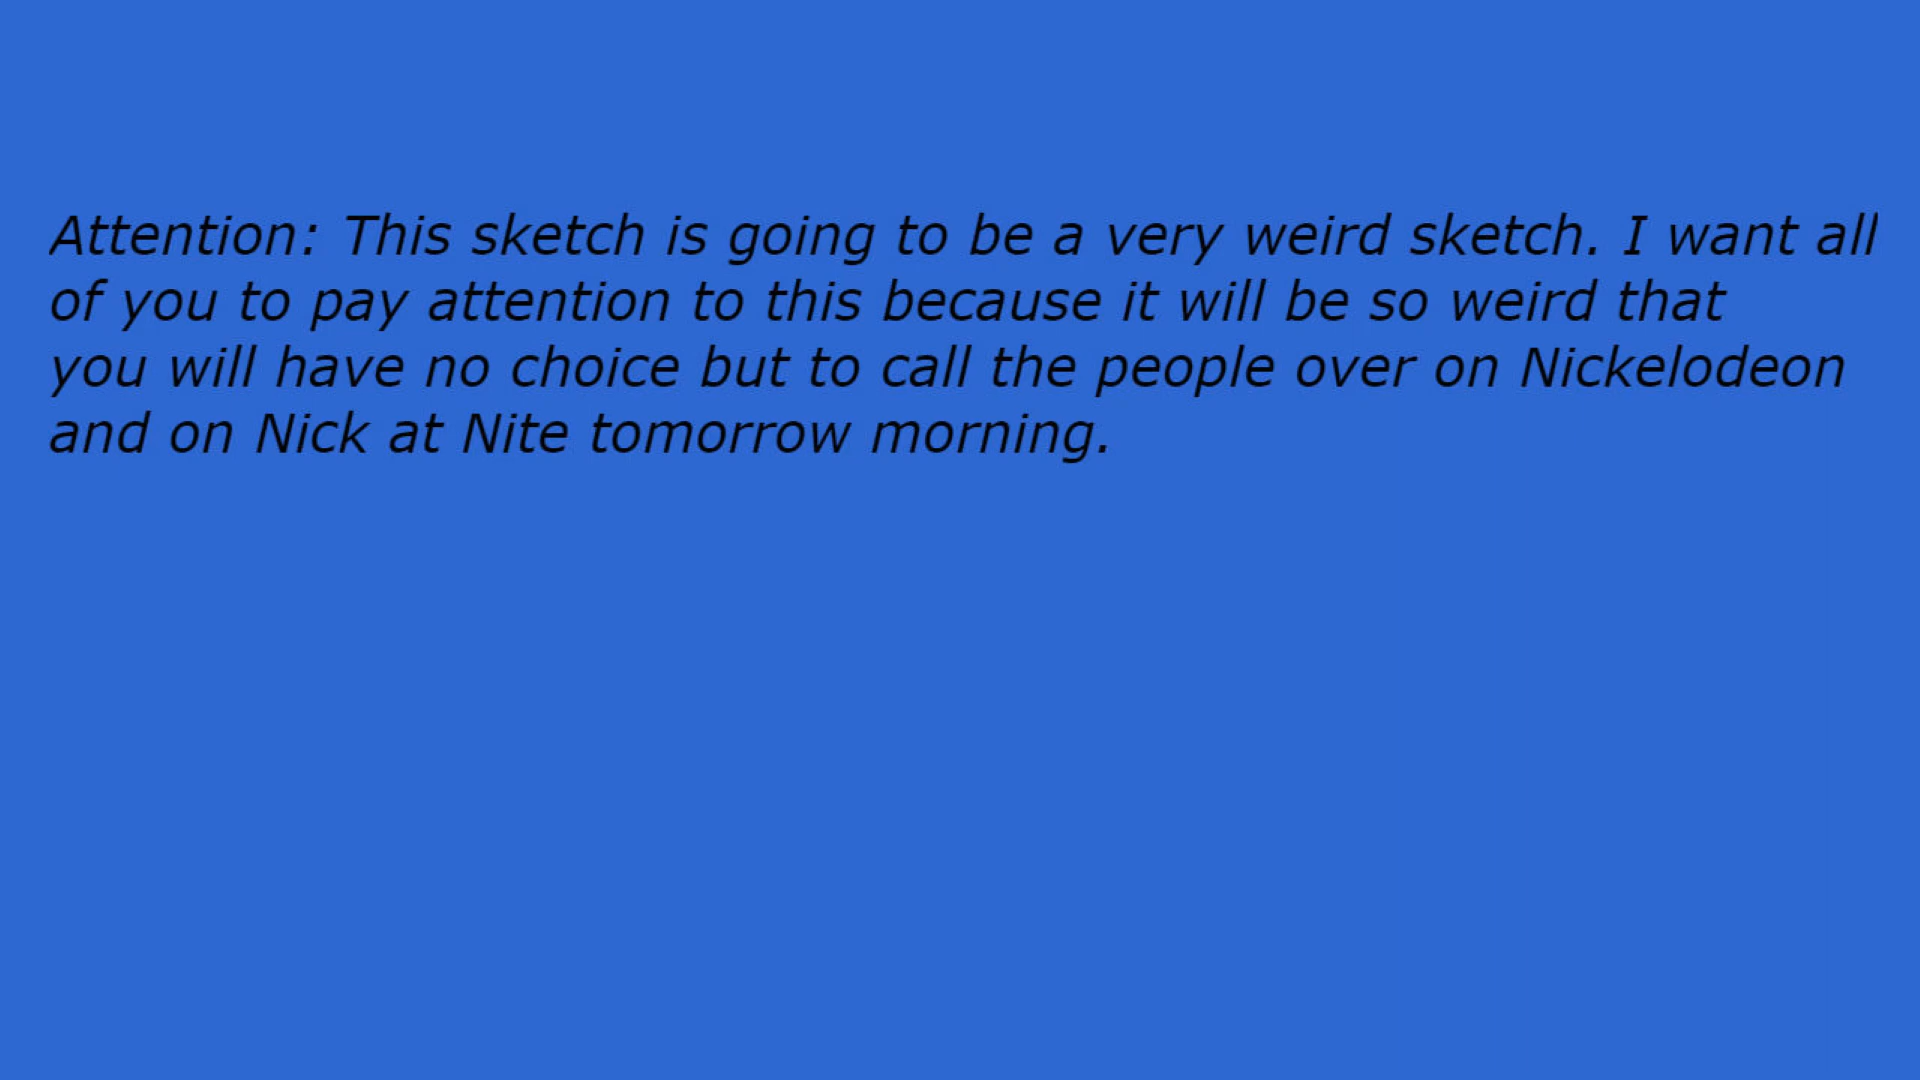 Attention: This sketch is going to be a very weird sketch. I want all
of you to pay attention to this because it will be so weird that
you will have no choice but to call the people over on Nickelodeon
and on Nick at Nite tomorrow morning.